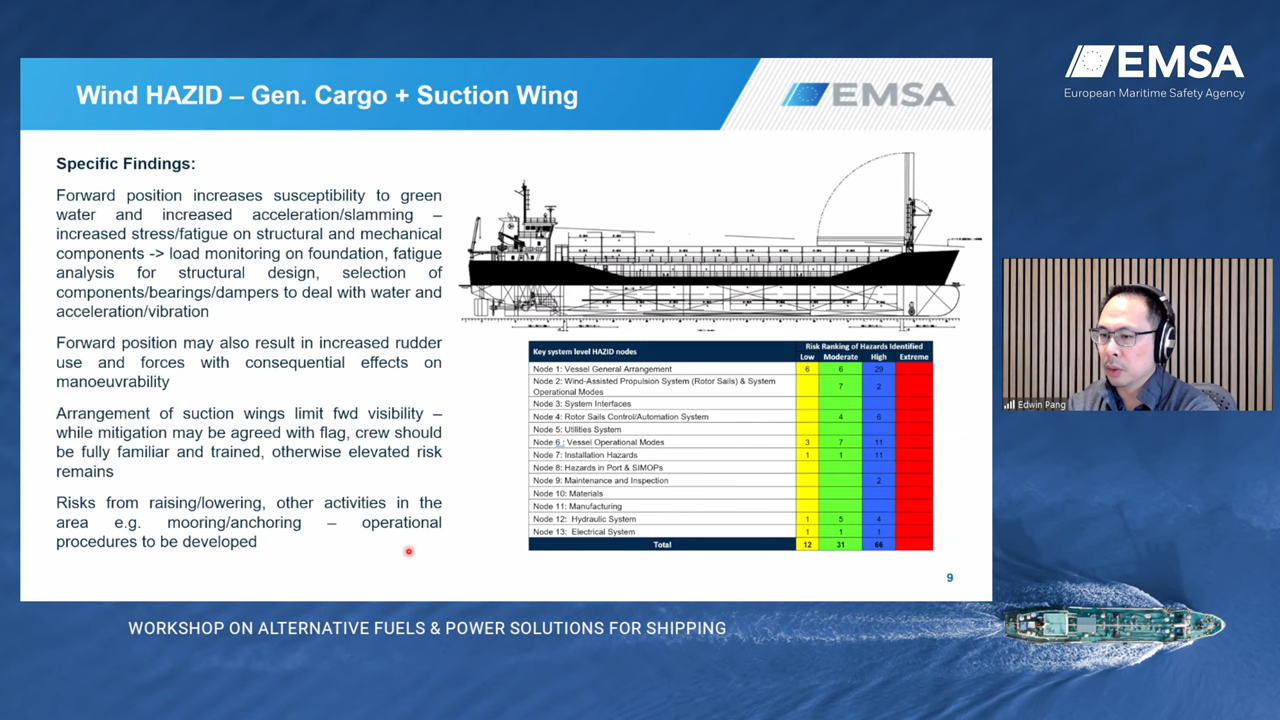 EMSA
European Maritime Safety Agency
Wind HAZID – Gen. Cargo + Suction Wing
EMSA
Specific Findings:
Forward position increases susceptibility to green
water and increased acceleration/slamming –
increased stress/fatigue on structural and mechanical
components -> load monitoring on foundation, fatigue
analysis for structural design, selection of
components/bearings/dampers to deal with water and
acceleration/vibration
Forward position may also result in increased rudder
use and forces with consequential effects on
manoeuvrability
Arrangement of suction wings limit fwd visibility –
while mitigation may be agreed with flag, crew should
be fully familiar and trained, otherwise elevated risk
remains
Risks from raising/lowering, other activities in the
area e.g. mooring/anchoring – operational
procedures to be developed
Key system level HAZID nodes
Risk Ranking of Hazards Identified
Low Moderate High Extreme
Node 1: Vessel General Arrangement 6 6 29
Node 2: Wind-Assisted Propulsion System (Rotor Sails) & System
Operational Modes 7 2
Node 3: System Interfaces
Node 4: Rotor Sails Control/Automation System 4 6
Node 5: Utilities System
Node 6 : Vessel Operational Modes 3 7 11
Node 7: Installation Hazards 1 1 11
Node 8: Hazards in Port & SIMOPs
Node 9: Maintenance and Inspection 2
Node 10: Materials
Node 11: Manufacturing
Node 12: Hydraulic System 1 5 4
Node 13: Electrical System 1 1 1
Total 12 31 66
9
Edwin Pang
WORKSHOP ON ALTERNATIVE FUELS & POWER SOLUTIONS FOR SHIPPING